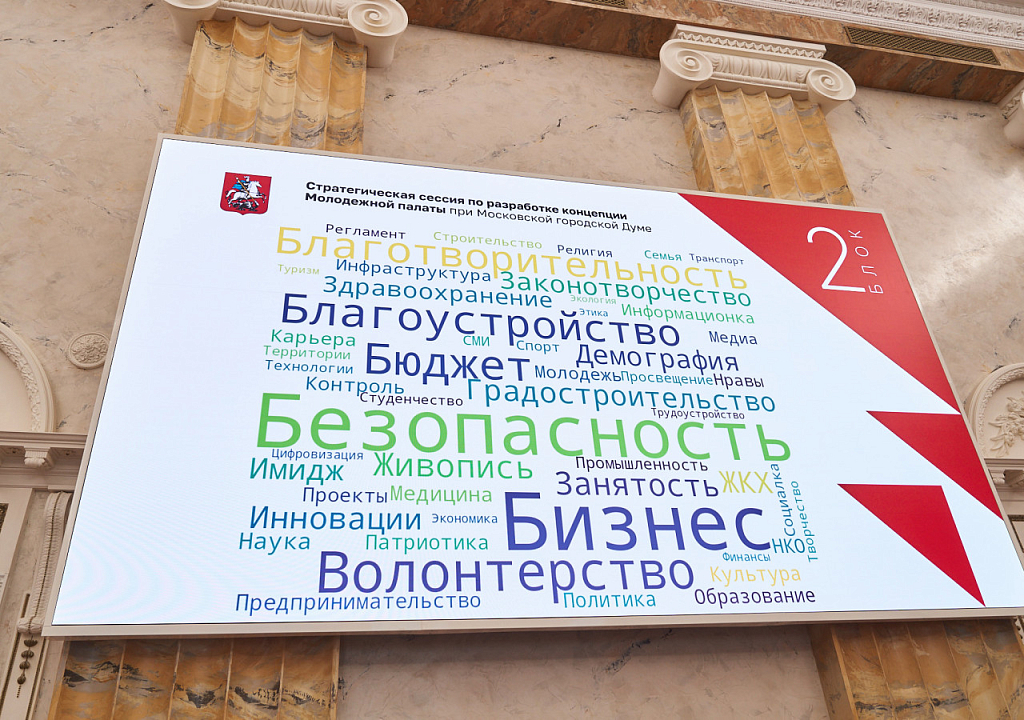 Стратегическая сессия по разработке концепции
Молодежной палаты при Московской городской Думе
2
БЛОК
Регламент Строительство Религия Семья Транспорт
Благотворительность
Туризм Инфраструктура Законотворчество
Здравоохранение Экология Информационка
Благоустройство Этика Медиа
Карьера СМИ Спорт Демография
Территории
Технологии Бюджет Молодежь Просвещение Нравы
Контроль Градостроительство
Студенчество Трудоустройство
Безопасность
Цифровизация Промышленность
Имидж Живопись Занятость ЖКХ Социалка
Проекты Медицина Творчество
Инновации Экономика Бизнес
Наука Патриотика НКО
Финансы
Волонтерство Культура
Предпринимательство Политика Образование